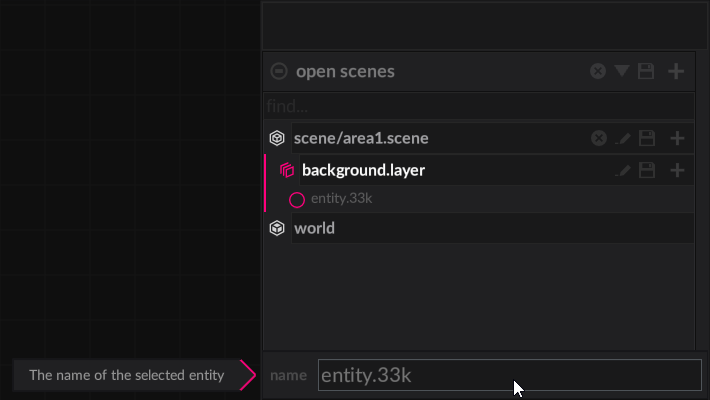 open scenes
find...
scene/area1.scene
background.layer
entity.33k
world
The name of the selected entity
name
entity.33k